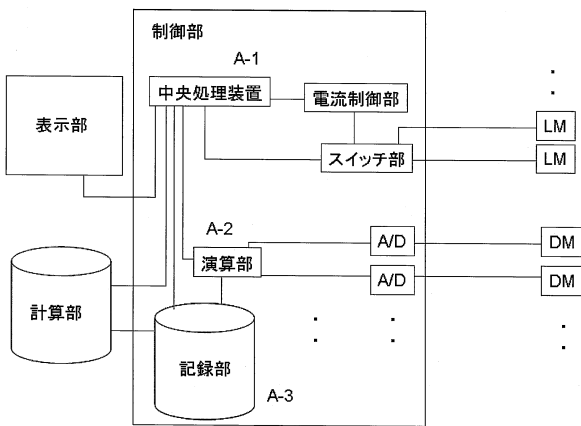 制御部
A-1
中央処理装置
電流制御部
表示部
LM
スイッチ部
LM
A-2
A/D
DM
演算部
A/D
DM
計算部
記録部
A-3